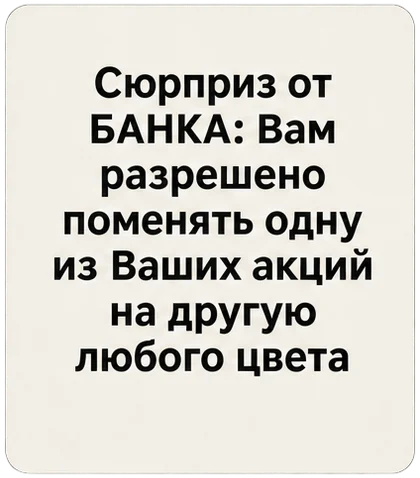 Сюрприз от
БАНКА: Вам
разрешено
поменять одну
из Ваших акций
на другую
любого цвета